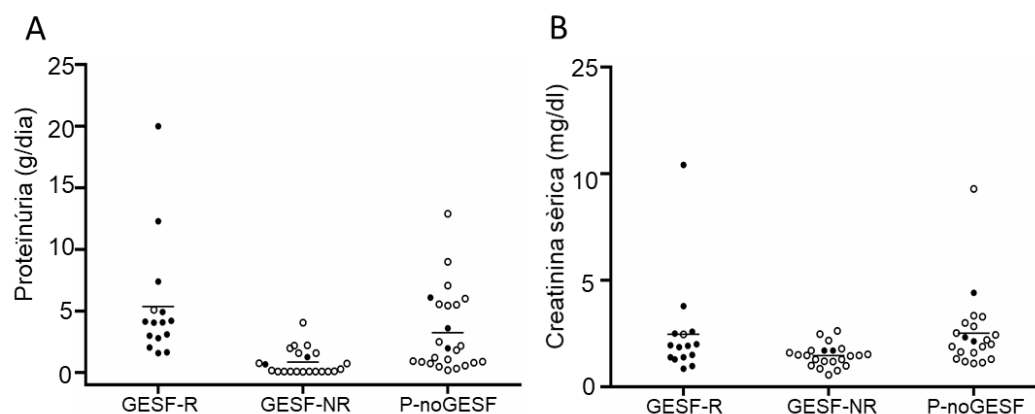 A
Proteïnúria (g/dia)
25
20
15
10
5
0
GESF-R GESF-NR P-noGESF
B
Creatinina sèrica (mg/dl)
25
10
5
0
GESF-R GESF-NR P-noGESF